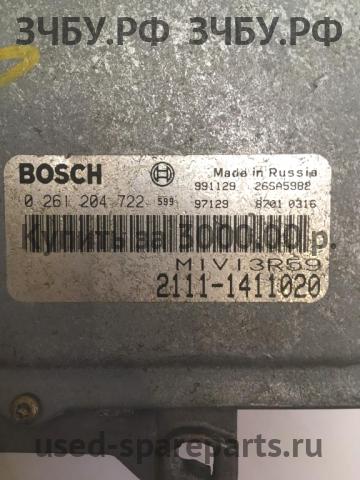 ЗЧБУ.РФ ЗЧБУ.РФ
BOSCH Made in Russia
991129 26SA5982
0 261 204 722 599 97129 8201 0316
Купить за 3000.00 р.
M1V13R59
2111-1411020
used-spareparts.ru